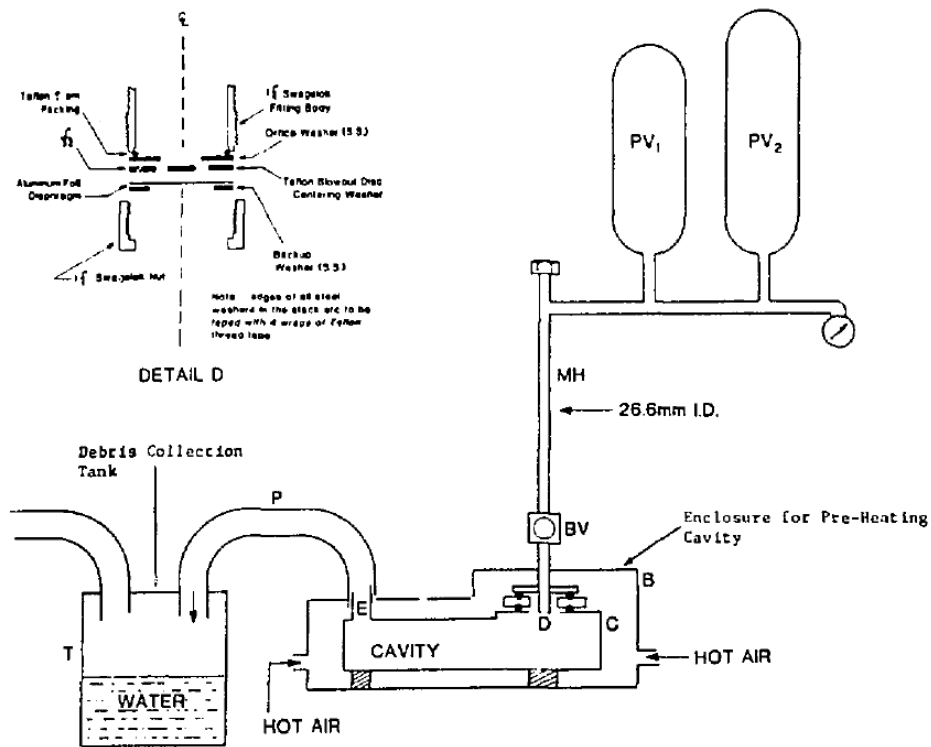 ℄
Teflon
Packing
Swagelok
Fitting Body
Orifice Washer (S.S.)
Aluminum Foil
Diaphragm
Teflon Blowout Disc
Centering Washer
Backup
Washer (S.S.)
Swagelok Nut
Note edges of all steel
washers in the stack are to be
taped with 4 wraps of Teflon
thread tape
DETAIL D
PV1
PV2
MH
26.6mm I.D.
Debris Collection
Tank
P
BV
Enclosure for Pre-Heating
Cavity
B
E
D
C
T
CAVITY
HOT AIR
WATER
HOT AIR